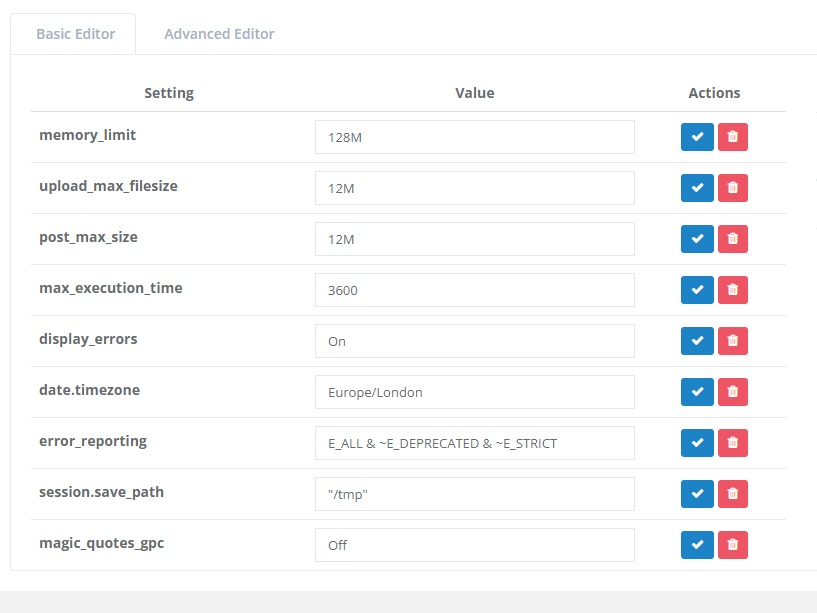 Basic Editor Advanced Editor
Setting Value Actions
memory_limit 128M
upload_max_filesize 12M
post_max_size 12M
max_execution_time 3600
display_errors On
date.timezone Europe/London
error_reporting E_ALL & ~E_DEPRECATED & ~E_STRICT
session.save_path "/tmp"
magic_quotes_gpc Off